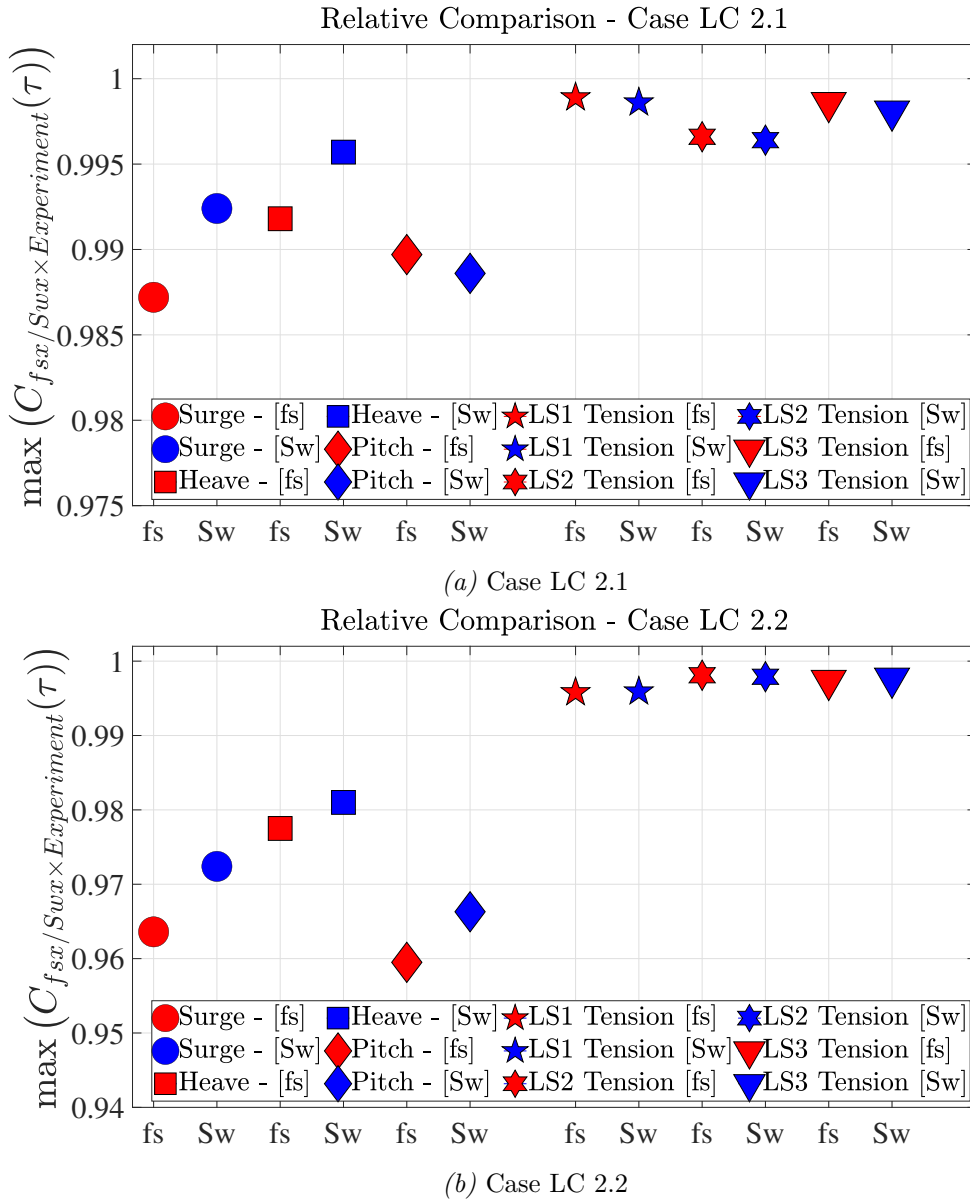 Relative Comparison - Case LC 2.1
max (C_{fsx/Swx×Experiment}(τ))
1
0.995
0.99
0.985
0.98
0.975
Surge - [fs] Heave - [Sw] LS1 Tension [fs] LS2 Tension [Sw]
Surge - [Sw] Pitch - [fs] LS1 Tension [Sw] LS3 Tension [fs]
Heave - [fs] Pitch - [Sw] LS2 Tension [fs] LS3 Tension [Sw]
fs Sw fs Sw fs Sw fs Sw fs Sw fs Sw
(a) Case LC 2.1
Relative Comparison - Case LC 2.2
max (C_{fsx/Swx×Experiment}(τ))
1
0.99
0.98
0.97
0.96
0.95
0.94
Surge - [fs] Heave - [Sw] LS1 Tension [fs] LS2 Tension [Sw]
Surge - [Sw] Pitch - [fs] LS1 Tension [Sw] LS3 Tension [fs]
Heave - [fs] Pitch - [Sw] LS2 Tension [fs] LS3 Tension [Sw]
fs Sw fs Sw fs Sw fs Sw fs Sw fs Sw
(b) Case LC 2.2